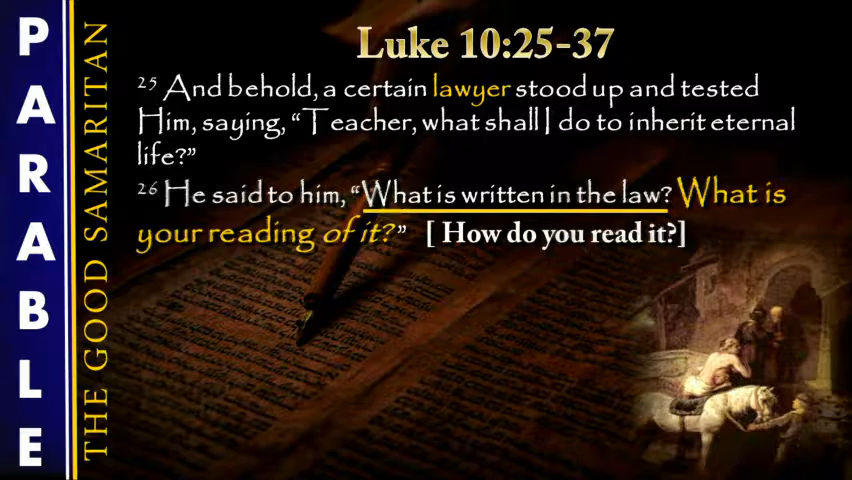 PARABLE
THE GOOD SAMARITAN
Luke 10:25-37
25 And behold, a certain lawyer stood up and tested
Him, saying, “Teacher, what shall I do to inherit eternal
life?”
26 He said to him, “What is written in the law? What is
your reading of it?” [ How do you read it?]